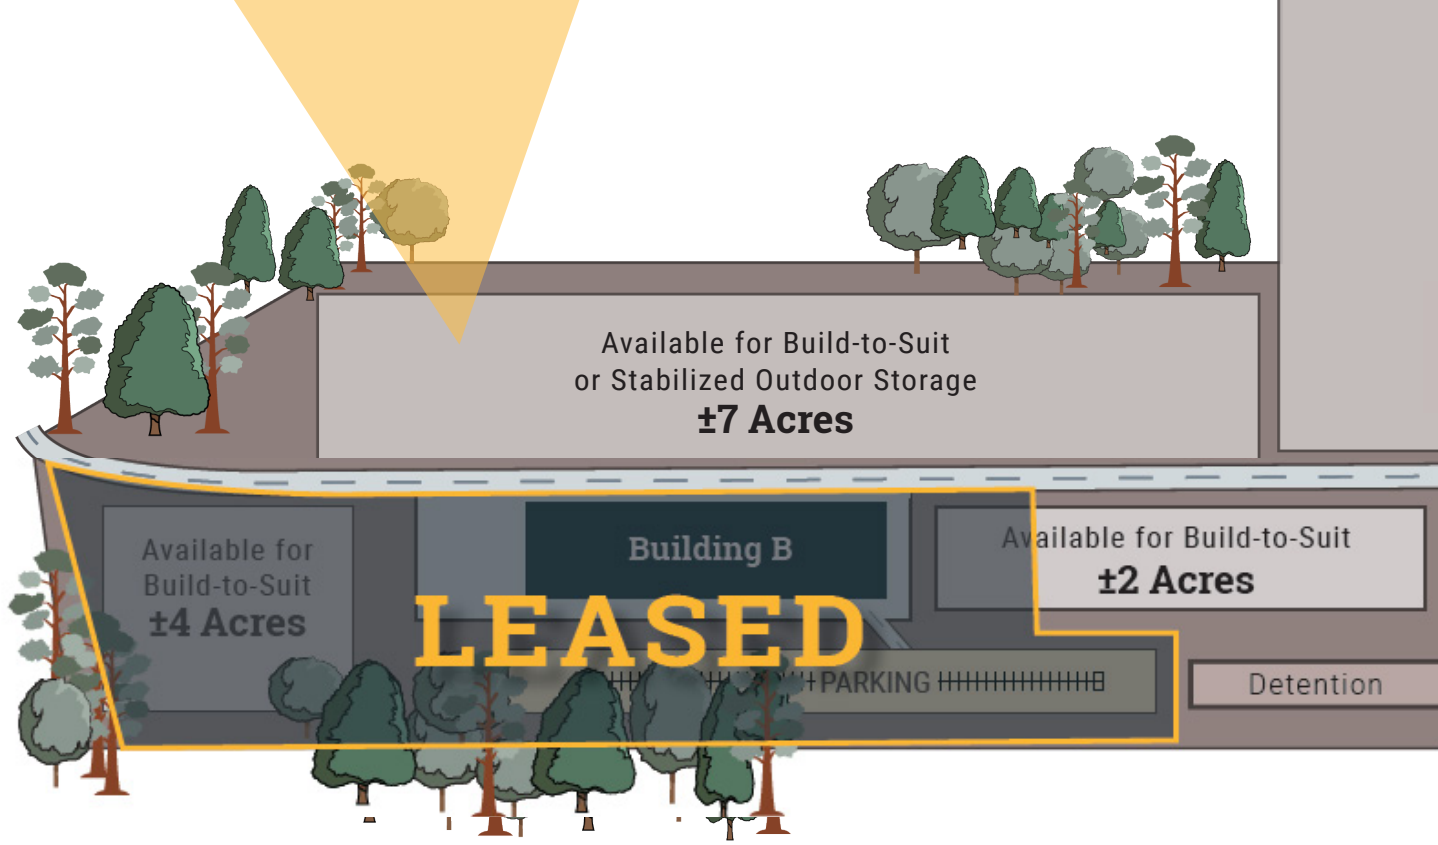 Available for Build-to-Suit
or Stabilized Outdoor Storage
±7 Acres
Available for
Build-to-Suit
±4 Acres
Building B
LEASED
PARKING
Available for Build-to-Suit
±2 Acres
Detention